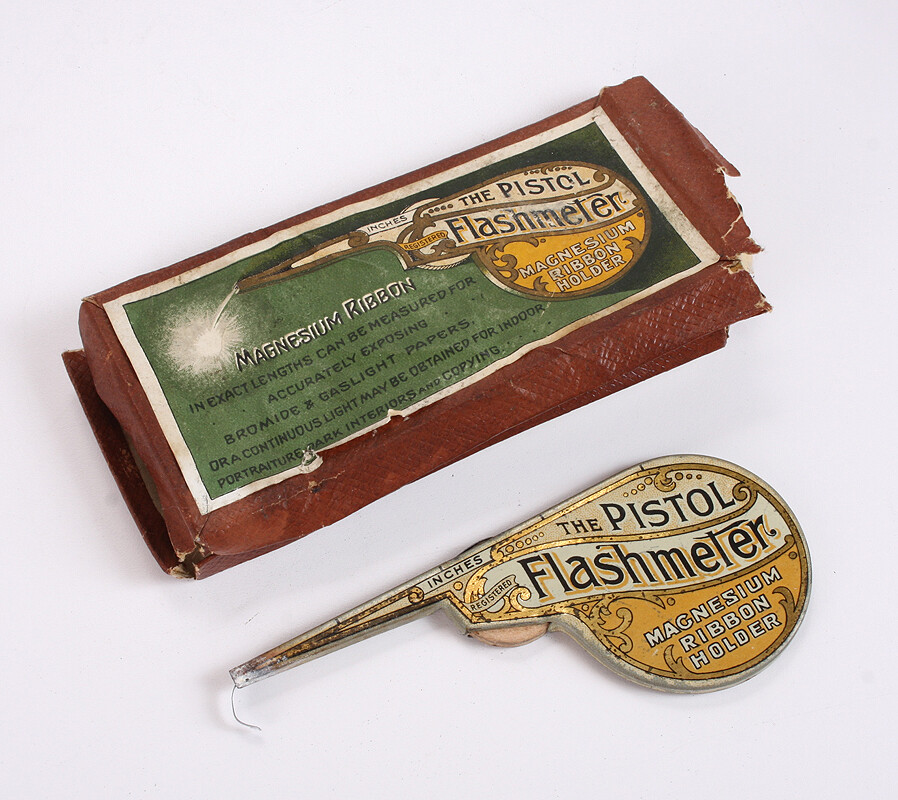 THE PISTOL
Flashmeter
INCHES
REGISTERED
MAGNESIUM
RIBBON
HOLDER
MAGNESIUM RIBBON
IN EXACT LENGTHS CAN BE MEASURED FOR
ACCURATELY EXPOSING
BROMIDE & GASLIGHT PAPERS.
OR A CONTINUOUS LIGHT MAY BE OBTAINED FOR INDOOR
PORTRAITURE DARK INTERIORS AND COPYING.
THE PISTOL
Flashmeter
INCHES
REGISTERED
MAGNESIUM
RIBBON
HOLDER